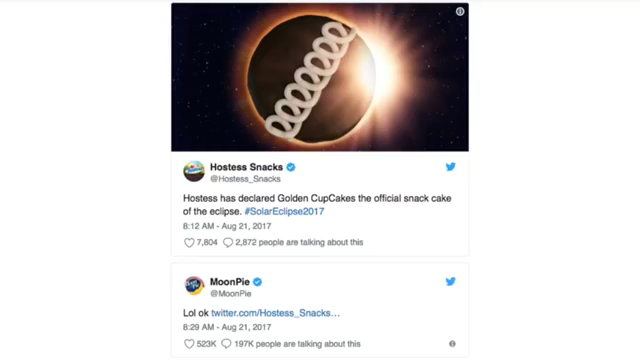 Hostess Snacks
@Hostess_Snacks
Hostess has declared Golden CupCakes the official snack cake
of the eclipse. #SolarEclipse2017
8:12 AM - Aug 21, 2017
7,804 2,872 people are talking about this
MoonPie
@MoonPie
Lol ok twitter.com/Hostess_Snacks…
8:29 AM - Aug 21, 2017
523K 197K people are talking about this